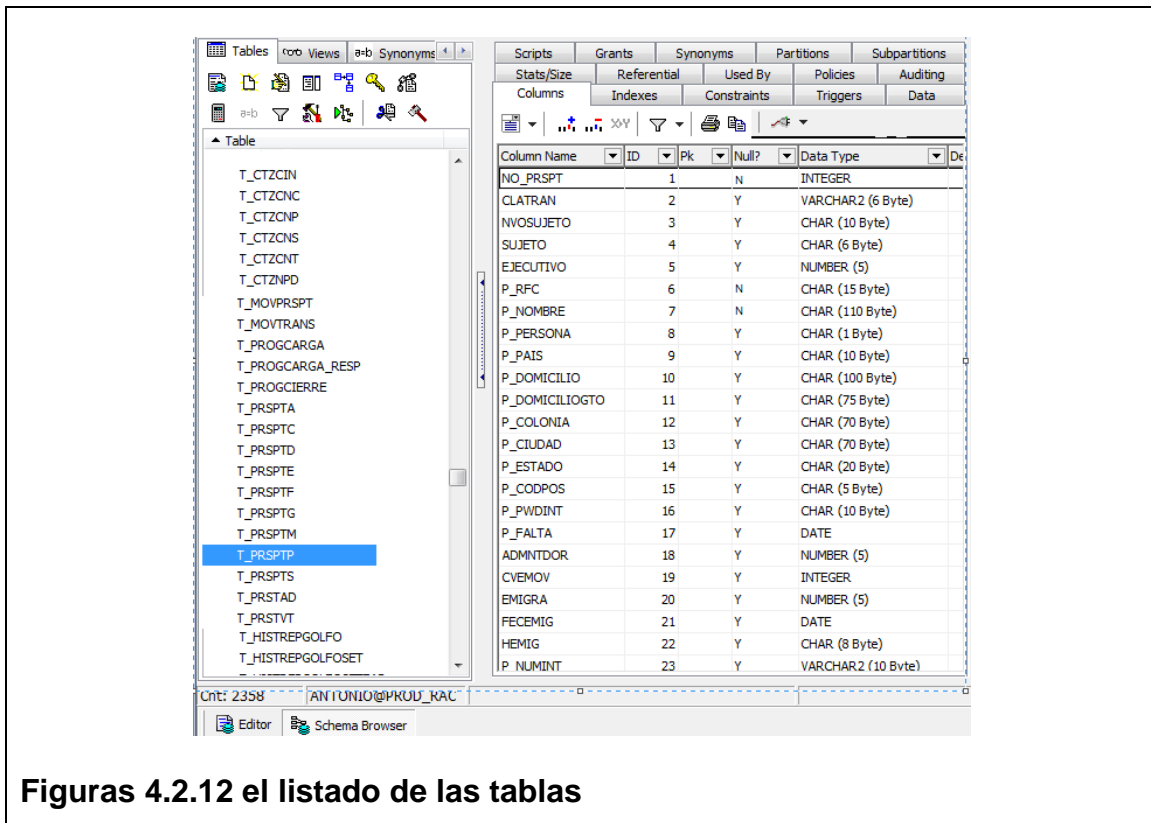 Tables Views a=b Synonyms
a=b
Table
T_CTZCIN
T_CTZCNC
T_CTZCNP
T_CTZCNS
T_CTZCNT
T_CTZNPD
T_MOVPRSPT
T_MOVTRANS
T_PROGCARGA
T_PROGCARGA_RESP
T_PROGCIERRE
T_PRSPTA
T_PRSPTC
T_PRSPTD
T_PRSPTE
T_PRSPTF
T_PRSPTG
T_PRSPTM
T_PRSPTP
T_PRSPTS
T_PRSTAD
T_PRSTVT
T_HISTREPGOLFO
T_HISTREPGOLFOSET
Scripts Grants Synonyms Partitions Subpartitions
Stats/Size Referential Used By Policies Auditing
Columns Indexes Constraints Triggers Data
Column Name ID Pk Null? Data Type De
NO_PRSPT 1 N INTEGER
CLATRAN 2 Y VARCHAR2 (6 Byte)
NVOSUJETO 3 Y CHAR (10 Byte)
SUJETO 4 Y CHAR (6 Byte)
EJECUTIVO 5 Y NUMBER (5)
P_RFC 6 N CHAR (15 Byte)
P_NOMBRE 7 N CHAR (110 Byte)
P_PERSONA 8 Y CHAR (1 Byte)
P_PAIS 9 Y CHAR (10 Byte)
P_DOMICILIO 10 Y CHAR (100 Byte)
P_DOMICILIOGTO 11 Y CHAR (75 Byte)
P_COLONIA 12 Y CHAR (70 Byte)
P_CIUDAD 13 Y CHAR (70 Byte)
P_ESTADO 14 Y CHAR (20 Byte)
P_CODPOS 15 Y CHAR (5 Byte)
P_PWDINT 16 Y CHAR (10 Byte)
P_FALTA 17 Y DATE
ADMNTDOR 18 Y NUMBER (5)
CVEMOV 19 Y INTEGER
EMIGRA 20 Y NUMBER (5)
FECEMIG 21 Y DATE
HEMIG 22 Y CHAR (8 Byte)
P_NUMINT 23 Y VARCHAR2 (10 Byte)
Cnt: 2358 ANTONIO@PROD_RAC
Editor Schema Browser
Figuras 4.2.12 el listado de las tablas